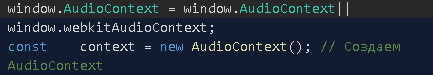 window.AudioContext = window.AudioContext||
window.webkitAudioContext;
const    context = new AudioContext(); // Создаем
AudioContext